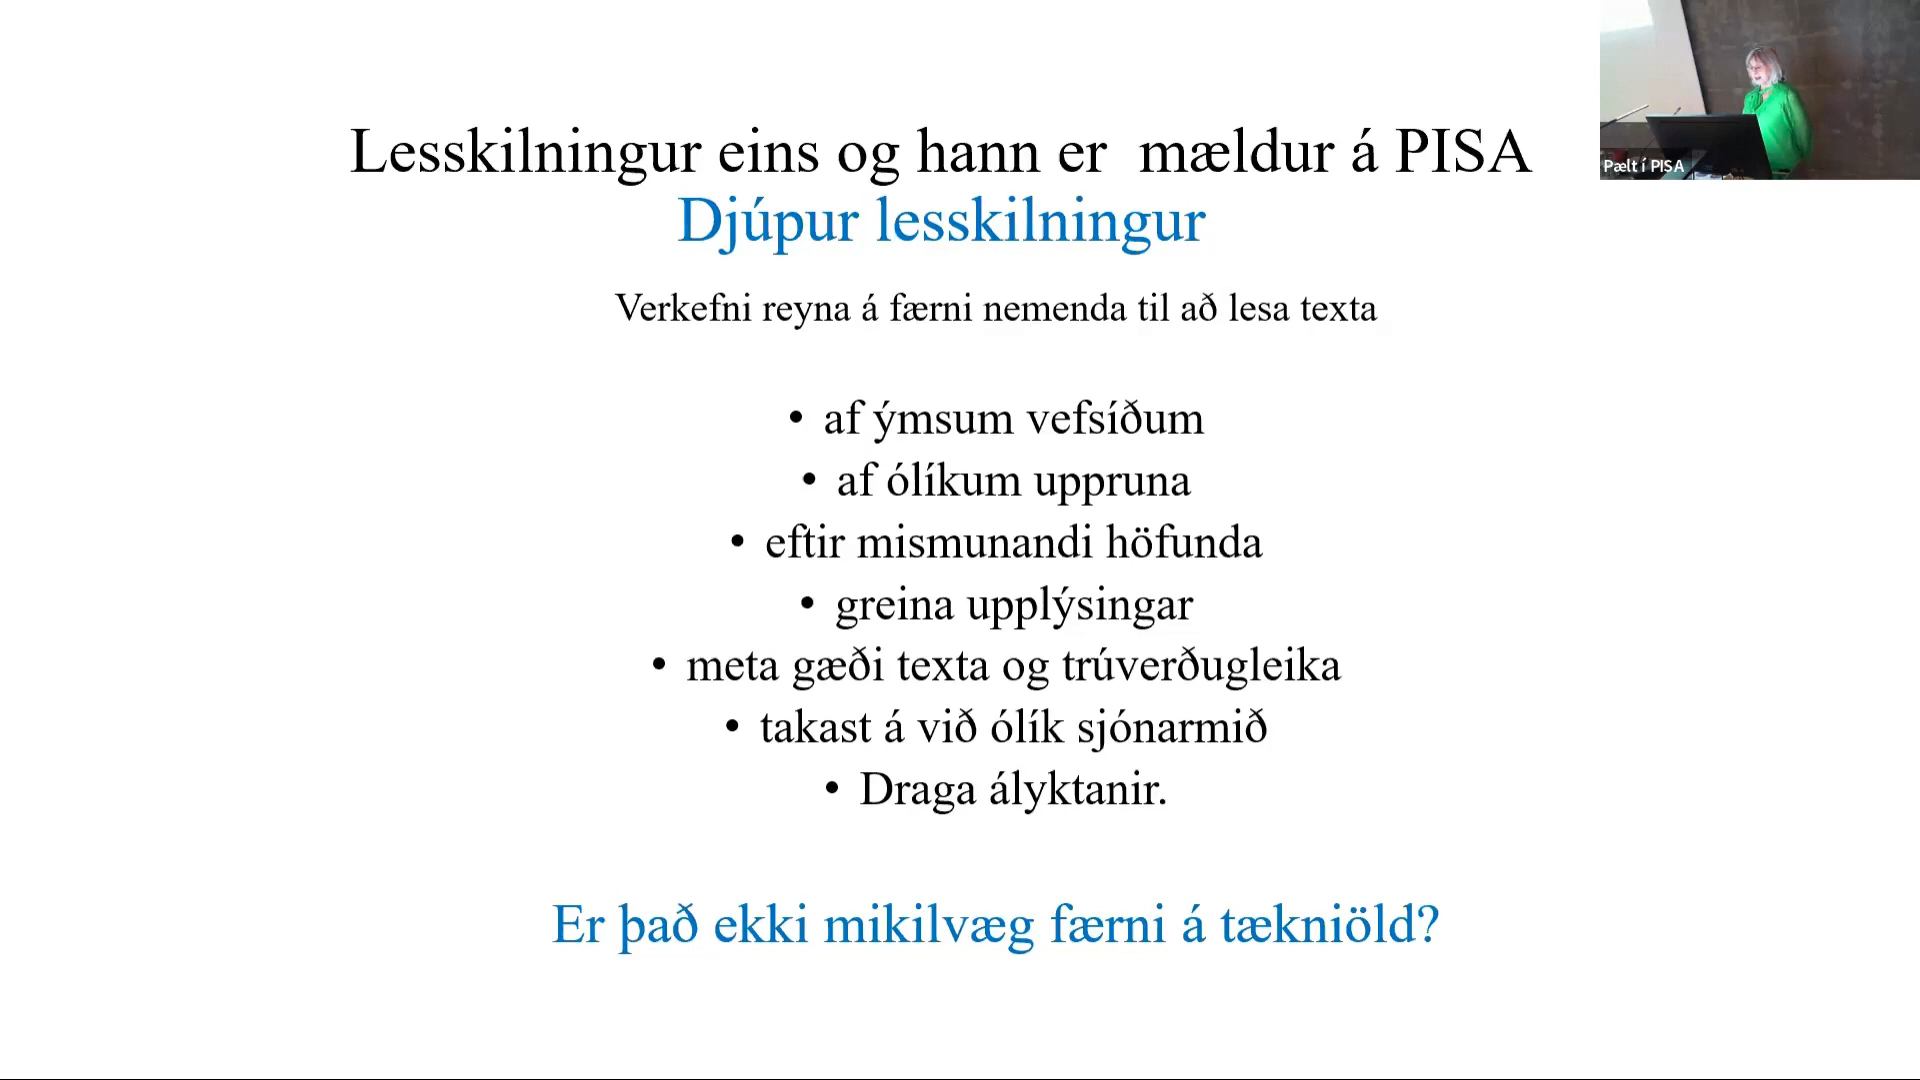 Lesskilningur eins og hann er  mældur á PISA
Djúpur lesskilningur
Verkefni reyna á færni nemenda til að lesa texta
• af ýmsum vefsíðum
• af ólíkum uppruna
• eftir mismunandi höfunda
• greina upplýsingar
• meta gæði texta og trúverðugleika
• takast á við ólík sjónarmið
• Draga ályktanir.
Er það ekki mikilvæg færni á tækniöld?
Pælt í PISA